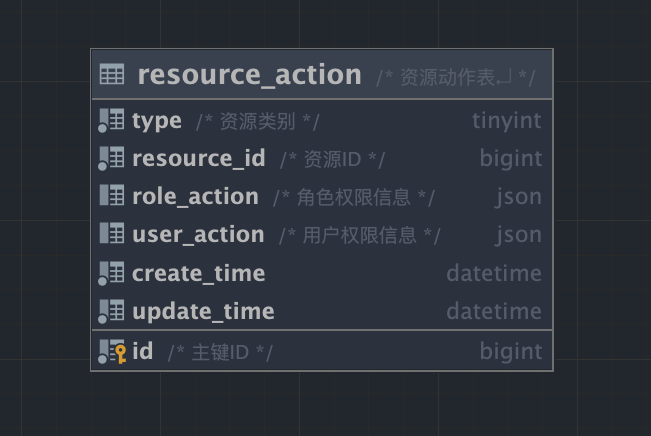 resource_action /* 资源动作表↵ */
type /* 资源类别 */ tinyint
resource_id /* 资源ID */ bigint
role_action /* 角色权限信息 */ json
user_action /* 用户权限信息 */ json
create_time datetime
update_time datetime
id /* 主键ID */ bigint